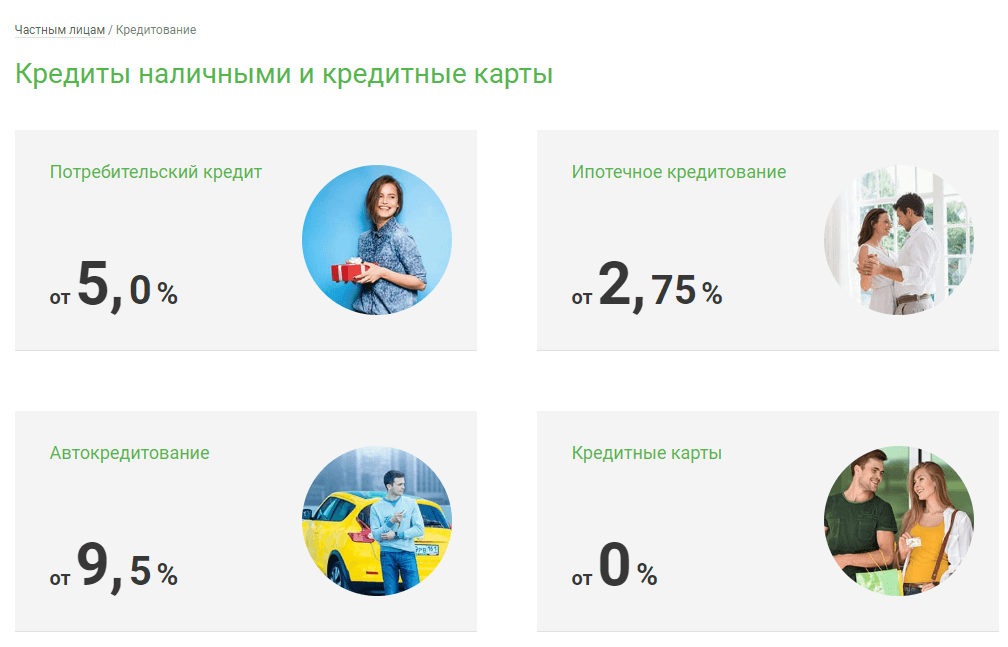 Частным лицам / Кредитование
Кредиты наличными и кредитные карты
Потребительский кредит
от 5,0 %
Ипотечное кредитование
от 2,75 %
Автокредитование
от 9,5 %
Кредитные карты
от 0 %